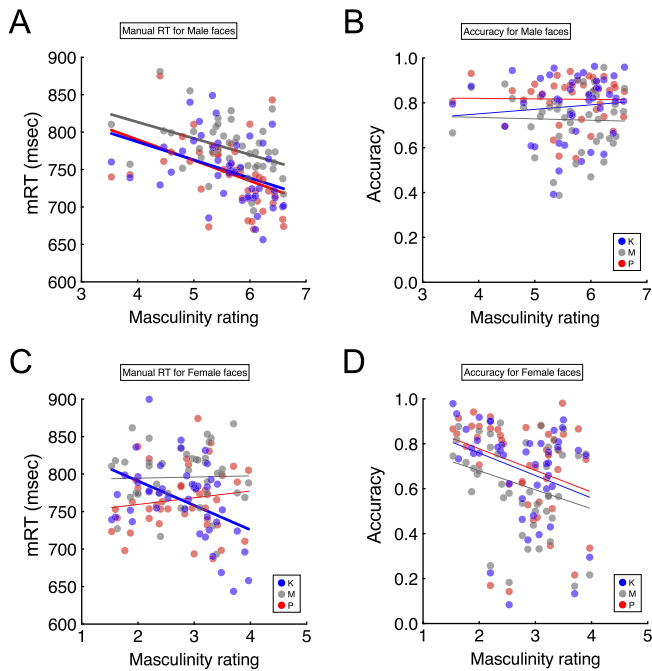 A
Manual RT for Male faces
900
850
800
750
700
650
600
mRT (msec)
3 4 5 6 7
Masculinity rating
B
Accuracy for Male faces
1.0
0.8
0.6
0.4
0.2
0.0
Accuracy
K
M
P
3 4 5 6 7
Masculinity rating
C
Manual RT for Female faces
900
850
800
750
700
650
600
mRT (msec)
K
M
P
1 2 3 4 5
Masculinity rating
D
Accuracy for Female faces
1.0
0.8
0.6
0.4
0.2
0.0
Accuracy
K
M
P
1 2 3 4 5
Masculinity rating